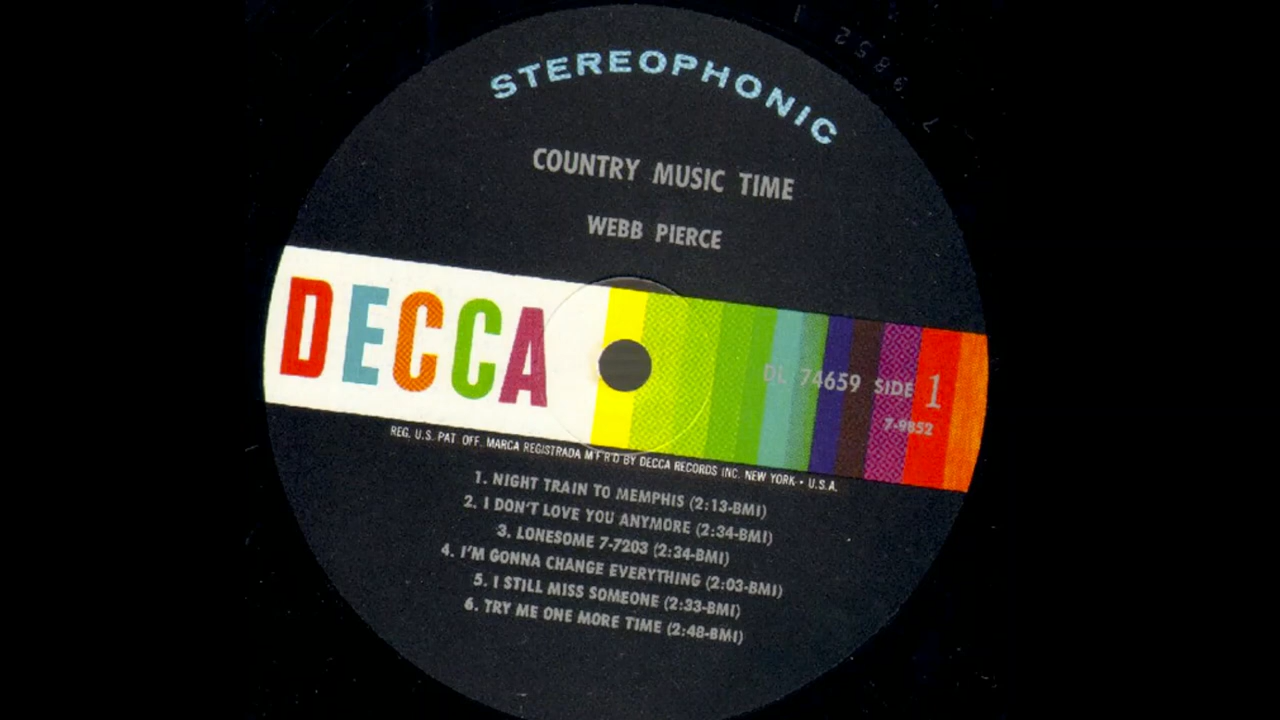 STEREOPHONIC
COUNTRY MUSIC TIME
WEBB PIERCE
DECCA
DL 74659 SIDE 1
7-9852
REG. U.S. PAT. OFF. MARCA REGISTRADA M'F'R'D BY DECCA RECORDS INC. NEW YORK • U.S.A.
1. NIGHT TRAIN TO MEMPHIS (2:13-BMI)
2. I DON'T LOVE YOU ANYMORE (2:34-BMI)
3. LONESOME 7-7203 (2:34-BMI)
4. I'M GONNA CHANGE EVERYTHING (2:03-BMI)
5. I STILL MISS SOMEONE (2:33-BMI)
6. TRY ME ONE MORE TIME (2:48-BMI)